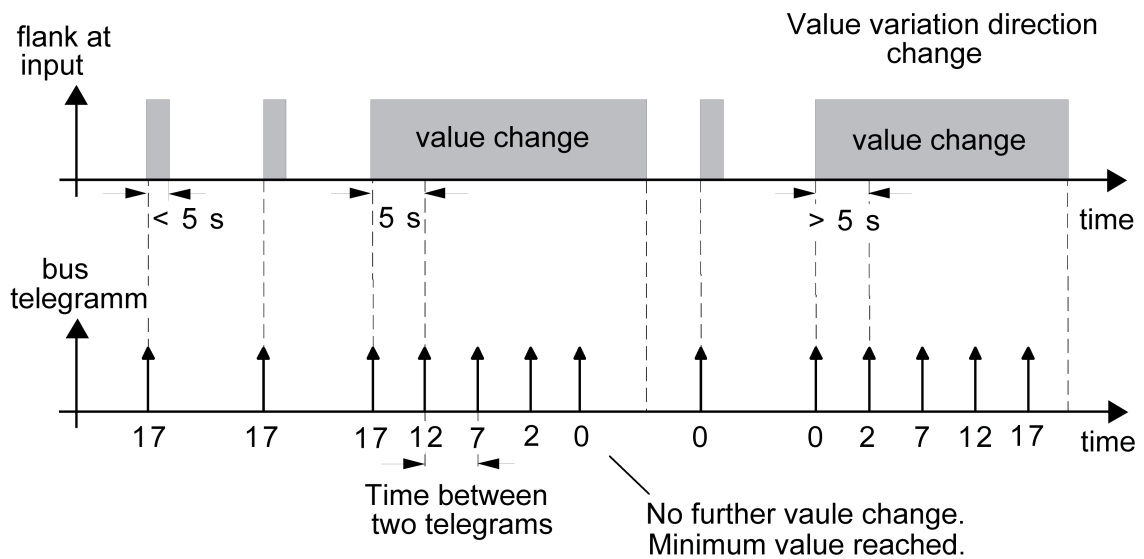 Value variation direction
change
flank at
input
value change
value change
< 5 s
5 s
> 5 s
time
bus
telegramm
17 17 17 12 7 2 0 0 0 2 7 12 17
time
Time between
two telegrams
No further vaule change.
Minimum value reached.